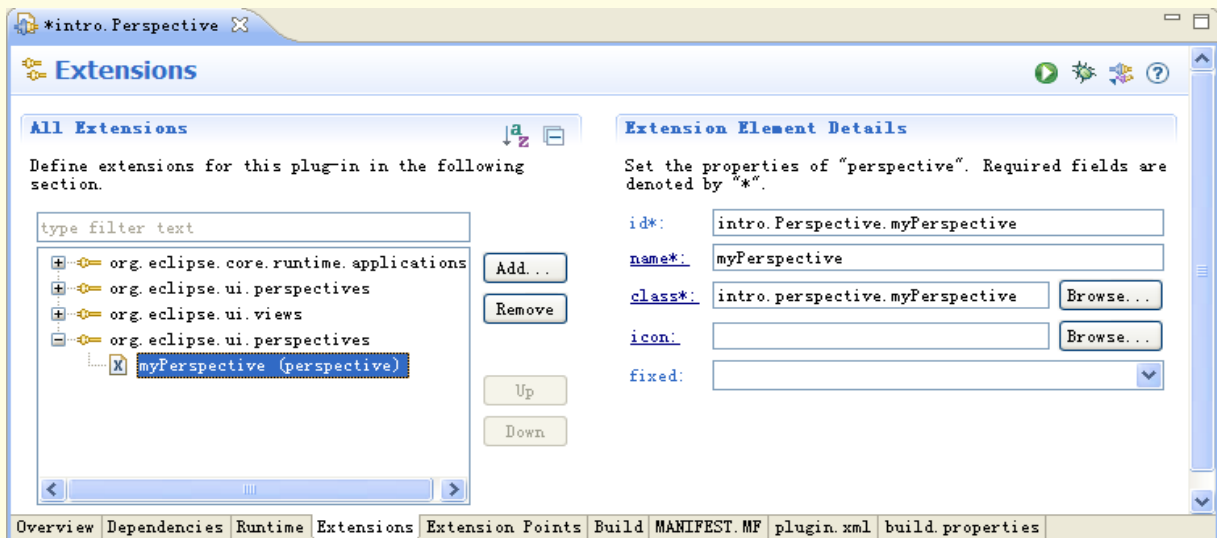 *intro.Perspective
Extensions
All Extensions
Define extensions for this plug-in in the following
section.
type filter text
org.eclipse.core.runtime.applications
org.eclipse.ui.perspectives
org.eclipse.ui.views
org.eclipse.ui.perspectives
myPerspective (perspective)
Add...
Remove
Up
Down
Extension Element Details
Set the properties of "perspective". Required fields are
denoted by "*".
id*: intro.Perspective.myPerspective
name*: myPerspective
class*: intro.perspective.myPerspective Browse...
icon: Browse...
fixed:
Overview Dependencies Runtime Extensions Extension Points Build MANIFEST.MF plugin.xml build.properties